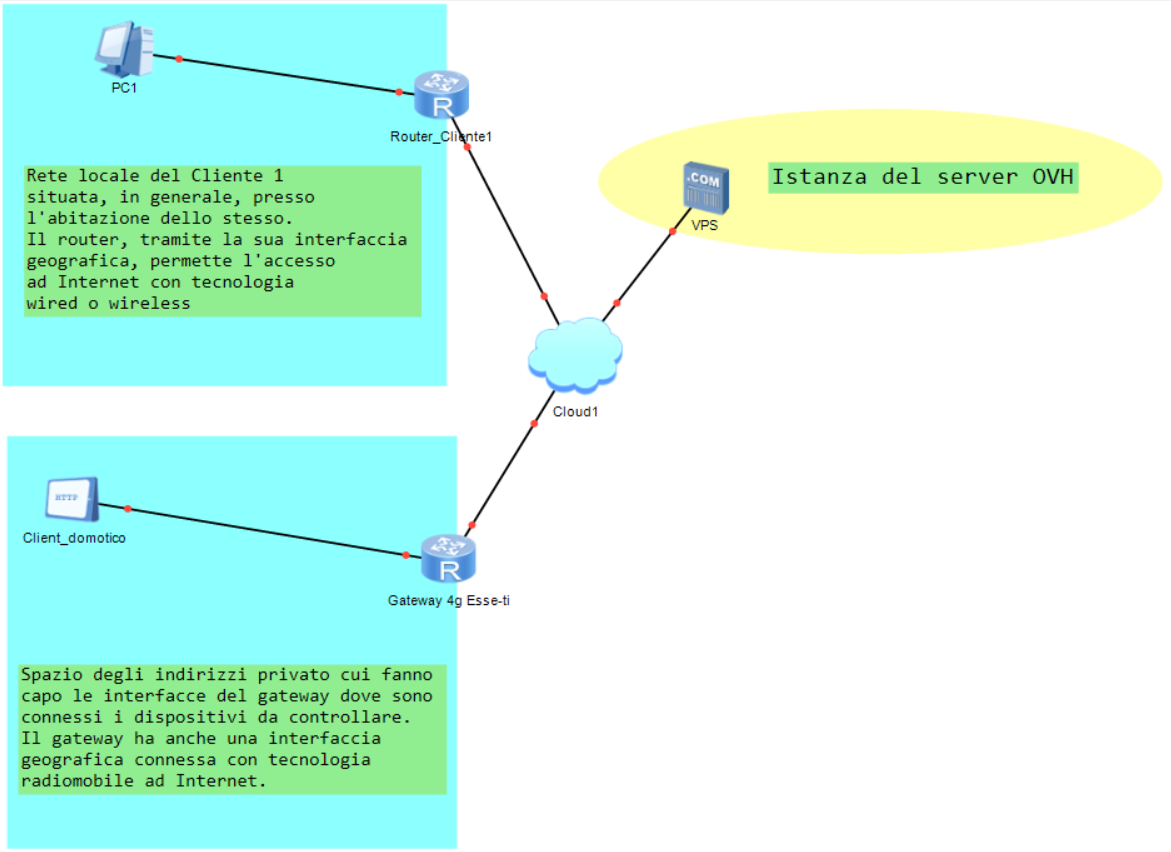 PC1
R
Router_Cliente1
Rete locale del Cliente 1
situata, in generale, presso
l'abitazione dello stesso.
Il router, tramite la sua interfaccia
geografica, permette l'accesso
ad Internet con tecnologia
wired o wireless
.COM
VPS
Istanza del server OVH
Cloud1
HTTP
Client_domotico
R
Gateway 4g Esse-ti
Spazio degli indirizzi privato cui fanno
capo le interfacce del gateway dove sono
connessi i dispositivi da controllare.
Il gateway ha anche una interfaccia
geografica connessa con tecnologia
radiomobile ad Internet.